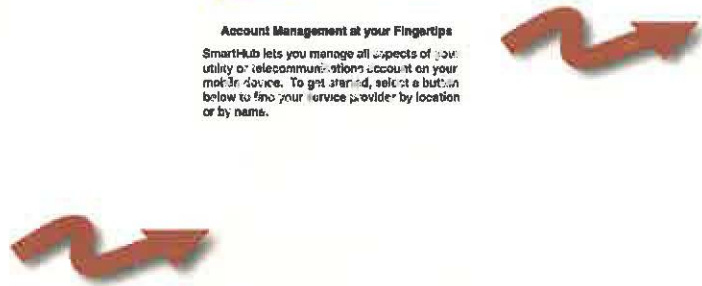 Account Management at your Fingertips
SmartHub lets you manage all aspects of your
utility or telecommunications account on your
mobile device. To get started, select a button
below to find your service provider by location
or by name.